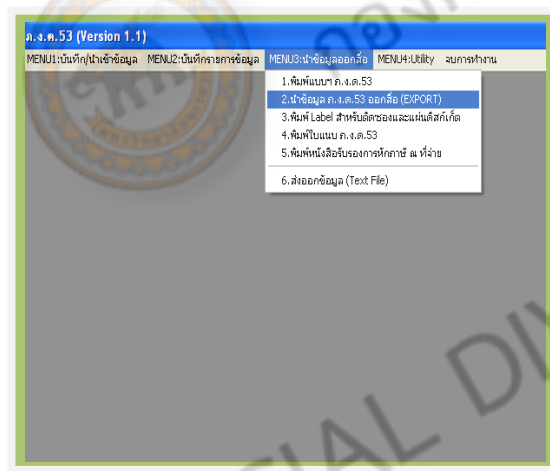 ภ.ง.ด.53 (Version 1.1)
MENU1:บันทึก/นำเข้าข้อมูล MENU2:บันทึกรายการข้อมูล MENU3:นำข้อมูลออกสื่อ MENU4:Utility จบการทำงาน
1.พิมพ์แบบฯ ภ.ง.ด.53
2.นำข้อมูล ภ.ง.ด.53 ออกสื่อ (EXPORT)
3.พิมพ์ Label สำหรับติดซองและแผ่นดิสก์เก็ต
4.พิมพ์ใบแนบ ภ.ง.ด.53
5.พิมพ์หนังสือรับรองการหักภาษี ณ ที่จ่าย
6.ส่งออกข้อมูล (Text File)